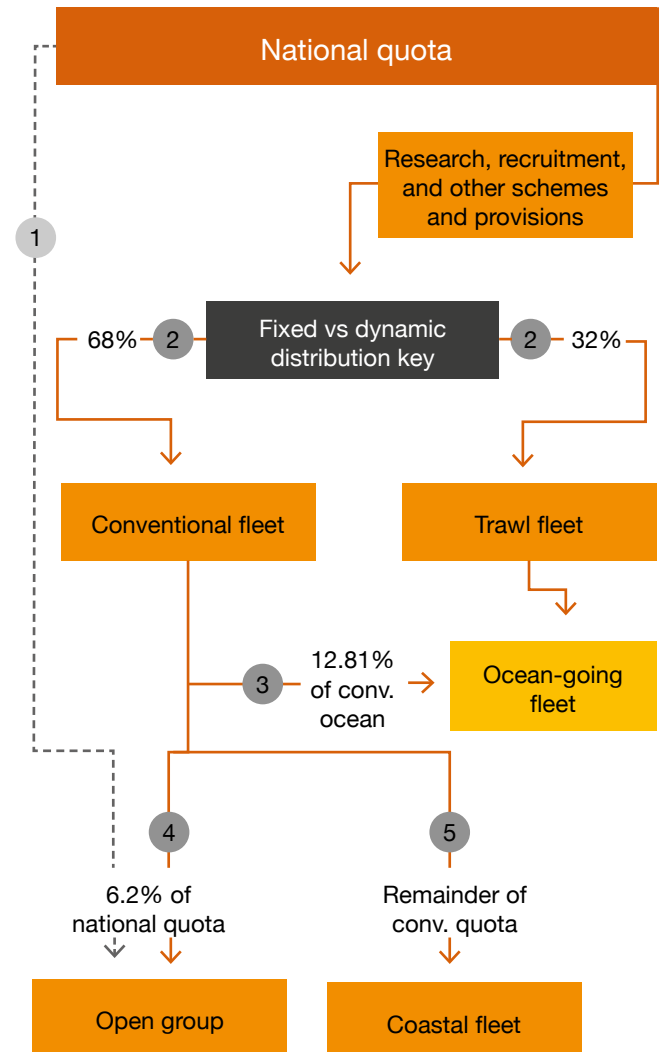 National quota
Research, recruitment,
and other schemes
and provisions
1
Fixed vs dynamic
distribution key
68%
2
2
32%
Conventional fleet
Trawl fleet
3
12.81%
of conv.
ocean
Ocean-going
fleet
4
5
6.2% of
national quota
Remainder of
conv. quota
Open group
Coastal fleet